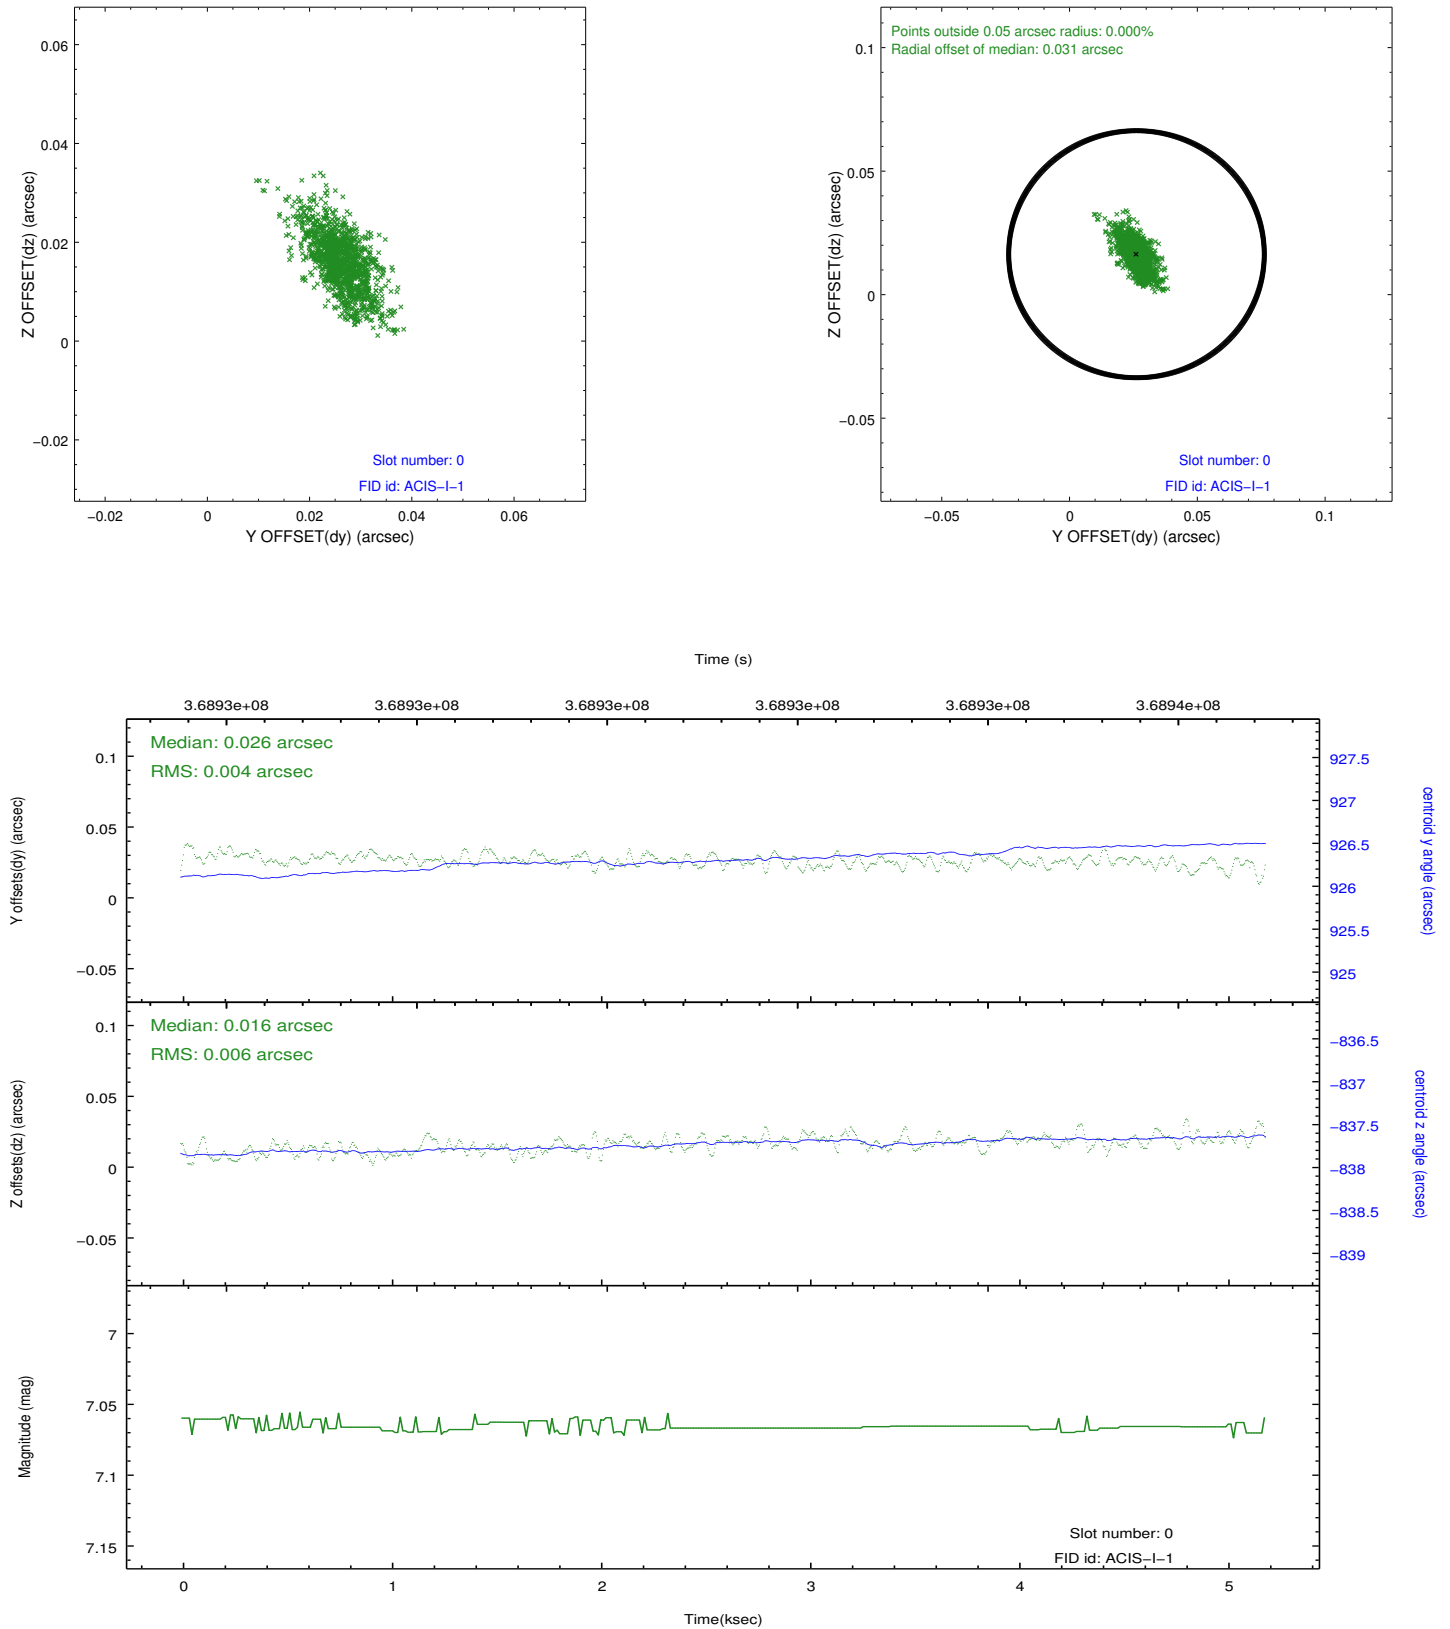 0.06
0.04
0.02
0
−0.02
Z OFFSET(dz) (arcsec)
Slot number: 0
FID id: ACIS−I−1
−0.02 0 0.02 0.04 0.06
Y OFFSET(dy) (arcsec)
Points outside 0.05 arcsec radius: 0.000%
Radial offset of median: 0.031 arcsec
0.1
0.05
0
−0.05
Z OFFSET(dz) (arcsec)
Slot number: 0
FID id: ACIS−I−1
−0.05 0 0.05 0.1
Y OFFSET(dy) (arcsec)
Time (s)
3.6893e+08 3.6893e+08 3.6893e+08 3.6893e+08 3.6893e+08 3.6894e+08
Median: 0.026 arcsec
RMS: 0.004 arcsec
0.1
0.05
0
−0.05
Y offsets(dy) (arcsec)
927.5
927
926.5
926
925.5
925
centroid y angle (arcsec)
Median: 0.016 arcsec
RMS: 0.006 arcsec
0.1
0.05
0
−0.05
Z offsets(dz) (arcsec)
−836.5
−837
−837.5
−838
−838.5
−839
centroid z angle (arcsec)
7
7.05
7.1
7.15
Magnitude (mag)
Slot number: 0
FID id: ACIS−I−1
0 1 2 3 4 5
Time(ksec)